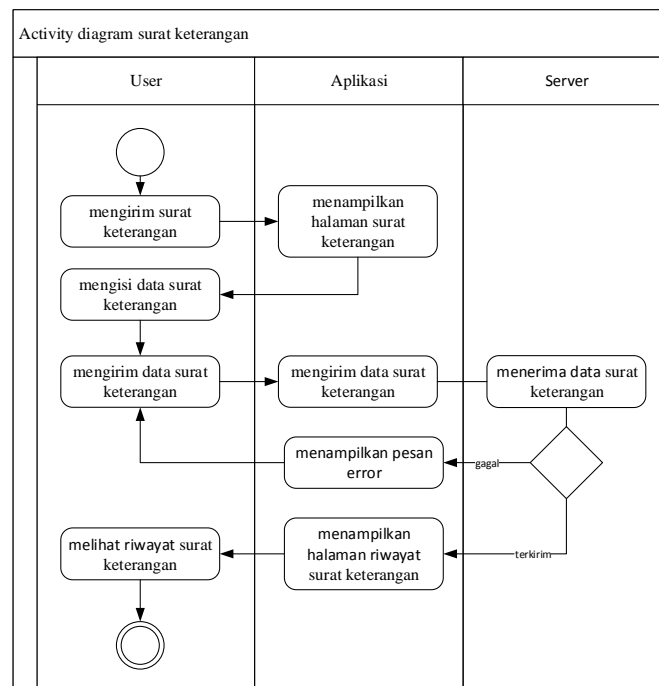 Activity diagram surat keterangan
User
Aplikasi
Server
mengirim surat
keterangan
menampilkan
halaman surat
keterangan
mengisi data surat
keterangan
mengirim data surat
keterangan
mengirim data surat
keterangan
menerima data surat
keterangan
menampilkan pesan
error
gagal
melihat riwayat surat
keterangan
menampilkan
halaman riwayat
surat keterangan
terkirim